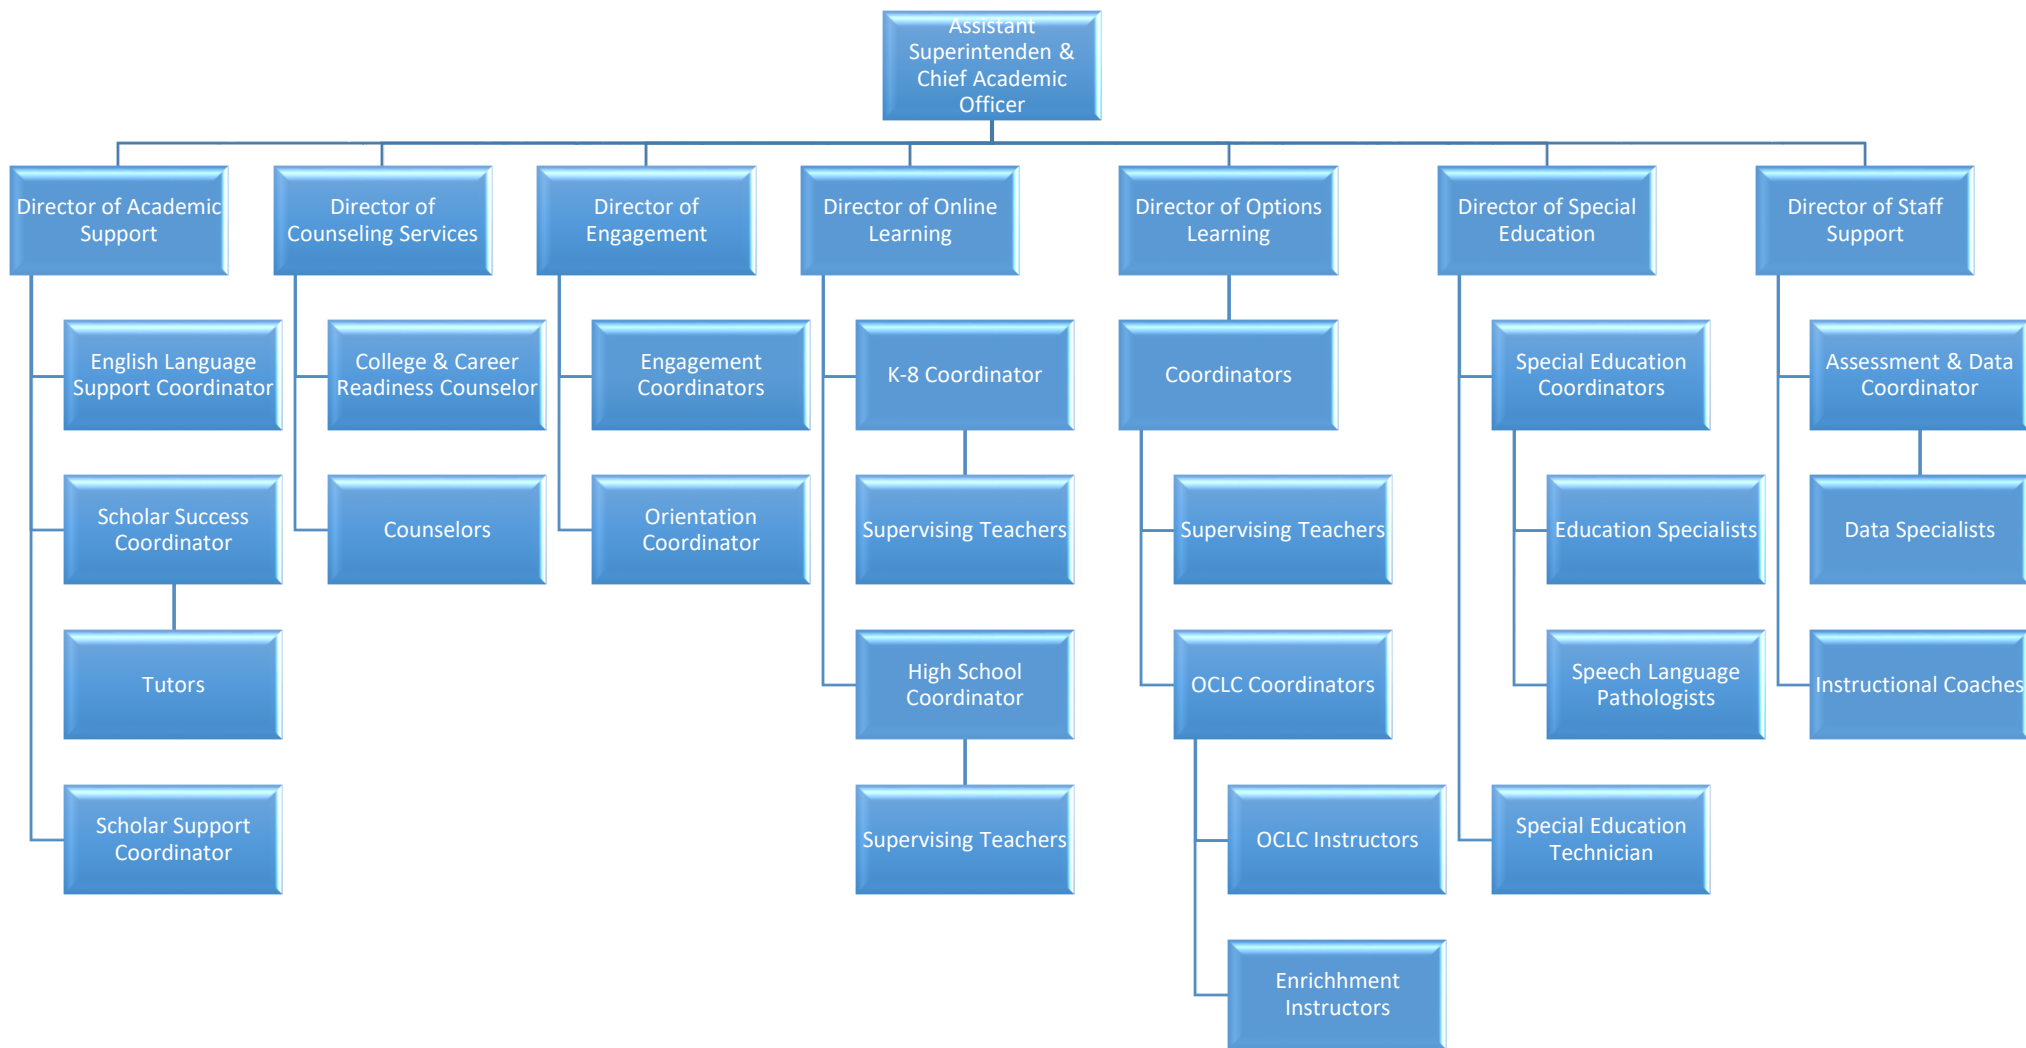 Assistant
Superintenden &
Chief Academic
Officer
Director of Academic
Support
Director of
Counseling Services
Director of
Engagement
Director of Online
Learning
Director of Options
Learning
Director of Special
Education
Director of Staff
Support
English Language
Support Coordinator
College & Career
Readiness Counselor
Engagement
Coordinators
K-8 Coordinator
Coordinators
Special Education
Coordinators
Assessment & Data
Coordinator
Scholar Success
Coordinator
Counselors
Orientation
Coordinator
Supervising Teachers
Supervising Teachers
Education Specialists
Data Specialists
Tutors
High School
Coordinator
OCLC Coordinators
Speech Language
Pathologists
Instructional Coaches
Scholar Support
Coordinator
Supervising Teachers
OCLC Instructors
Special Education
Technician
Enrichhment
Instructors